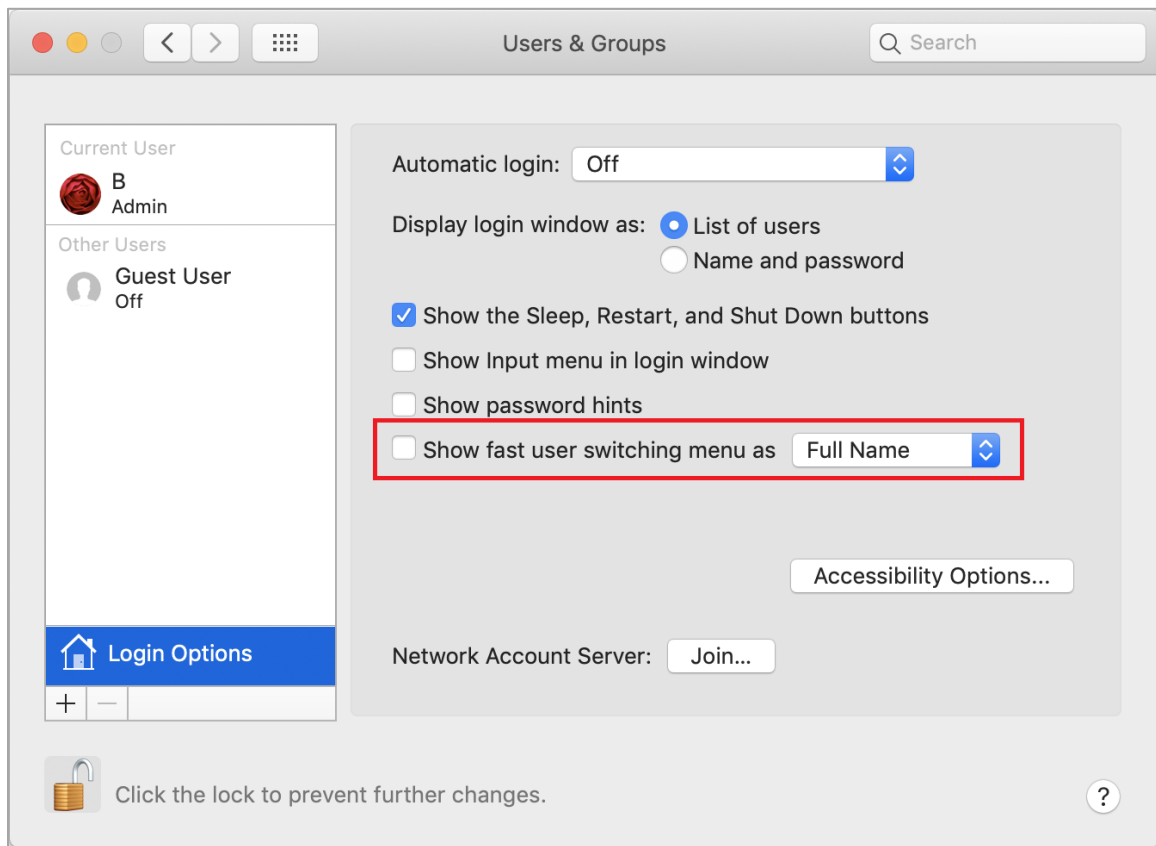 Users & Groups
Search
Current User
B
Admin
Other Users
Guest User
Off
Login Options
Automatic login: Off
Display login window as: List of users
Name and password
Show the Sleep, Restart, and Shut Down buttons
Show Input menu in login window
Show password hints
Show fast user switching menu as Full Name
Accessibility Options...
Network Account Server: Join...
Click the lock to prevent further changes.
?